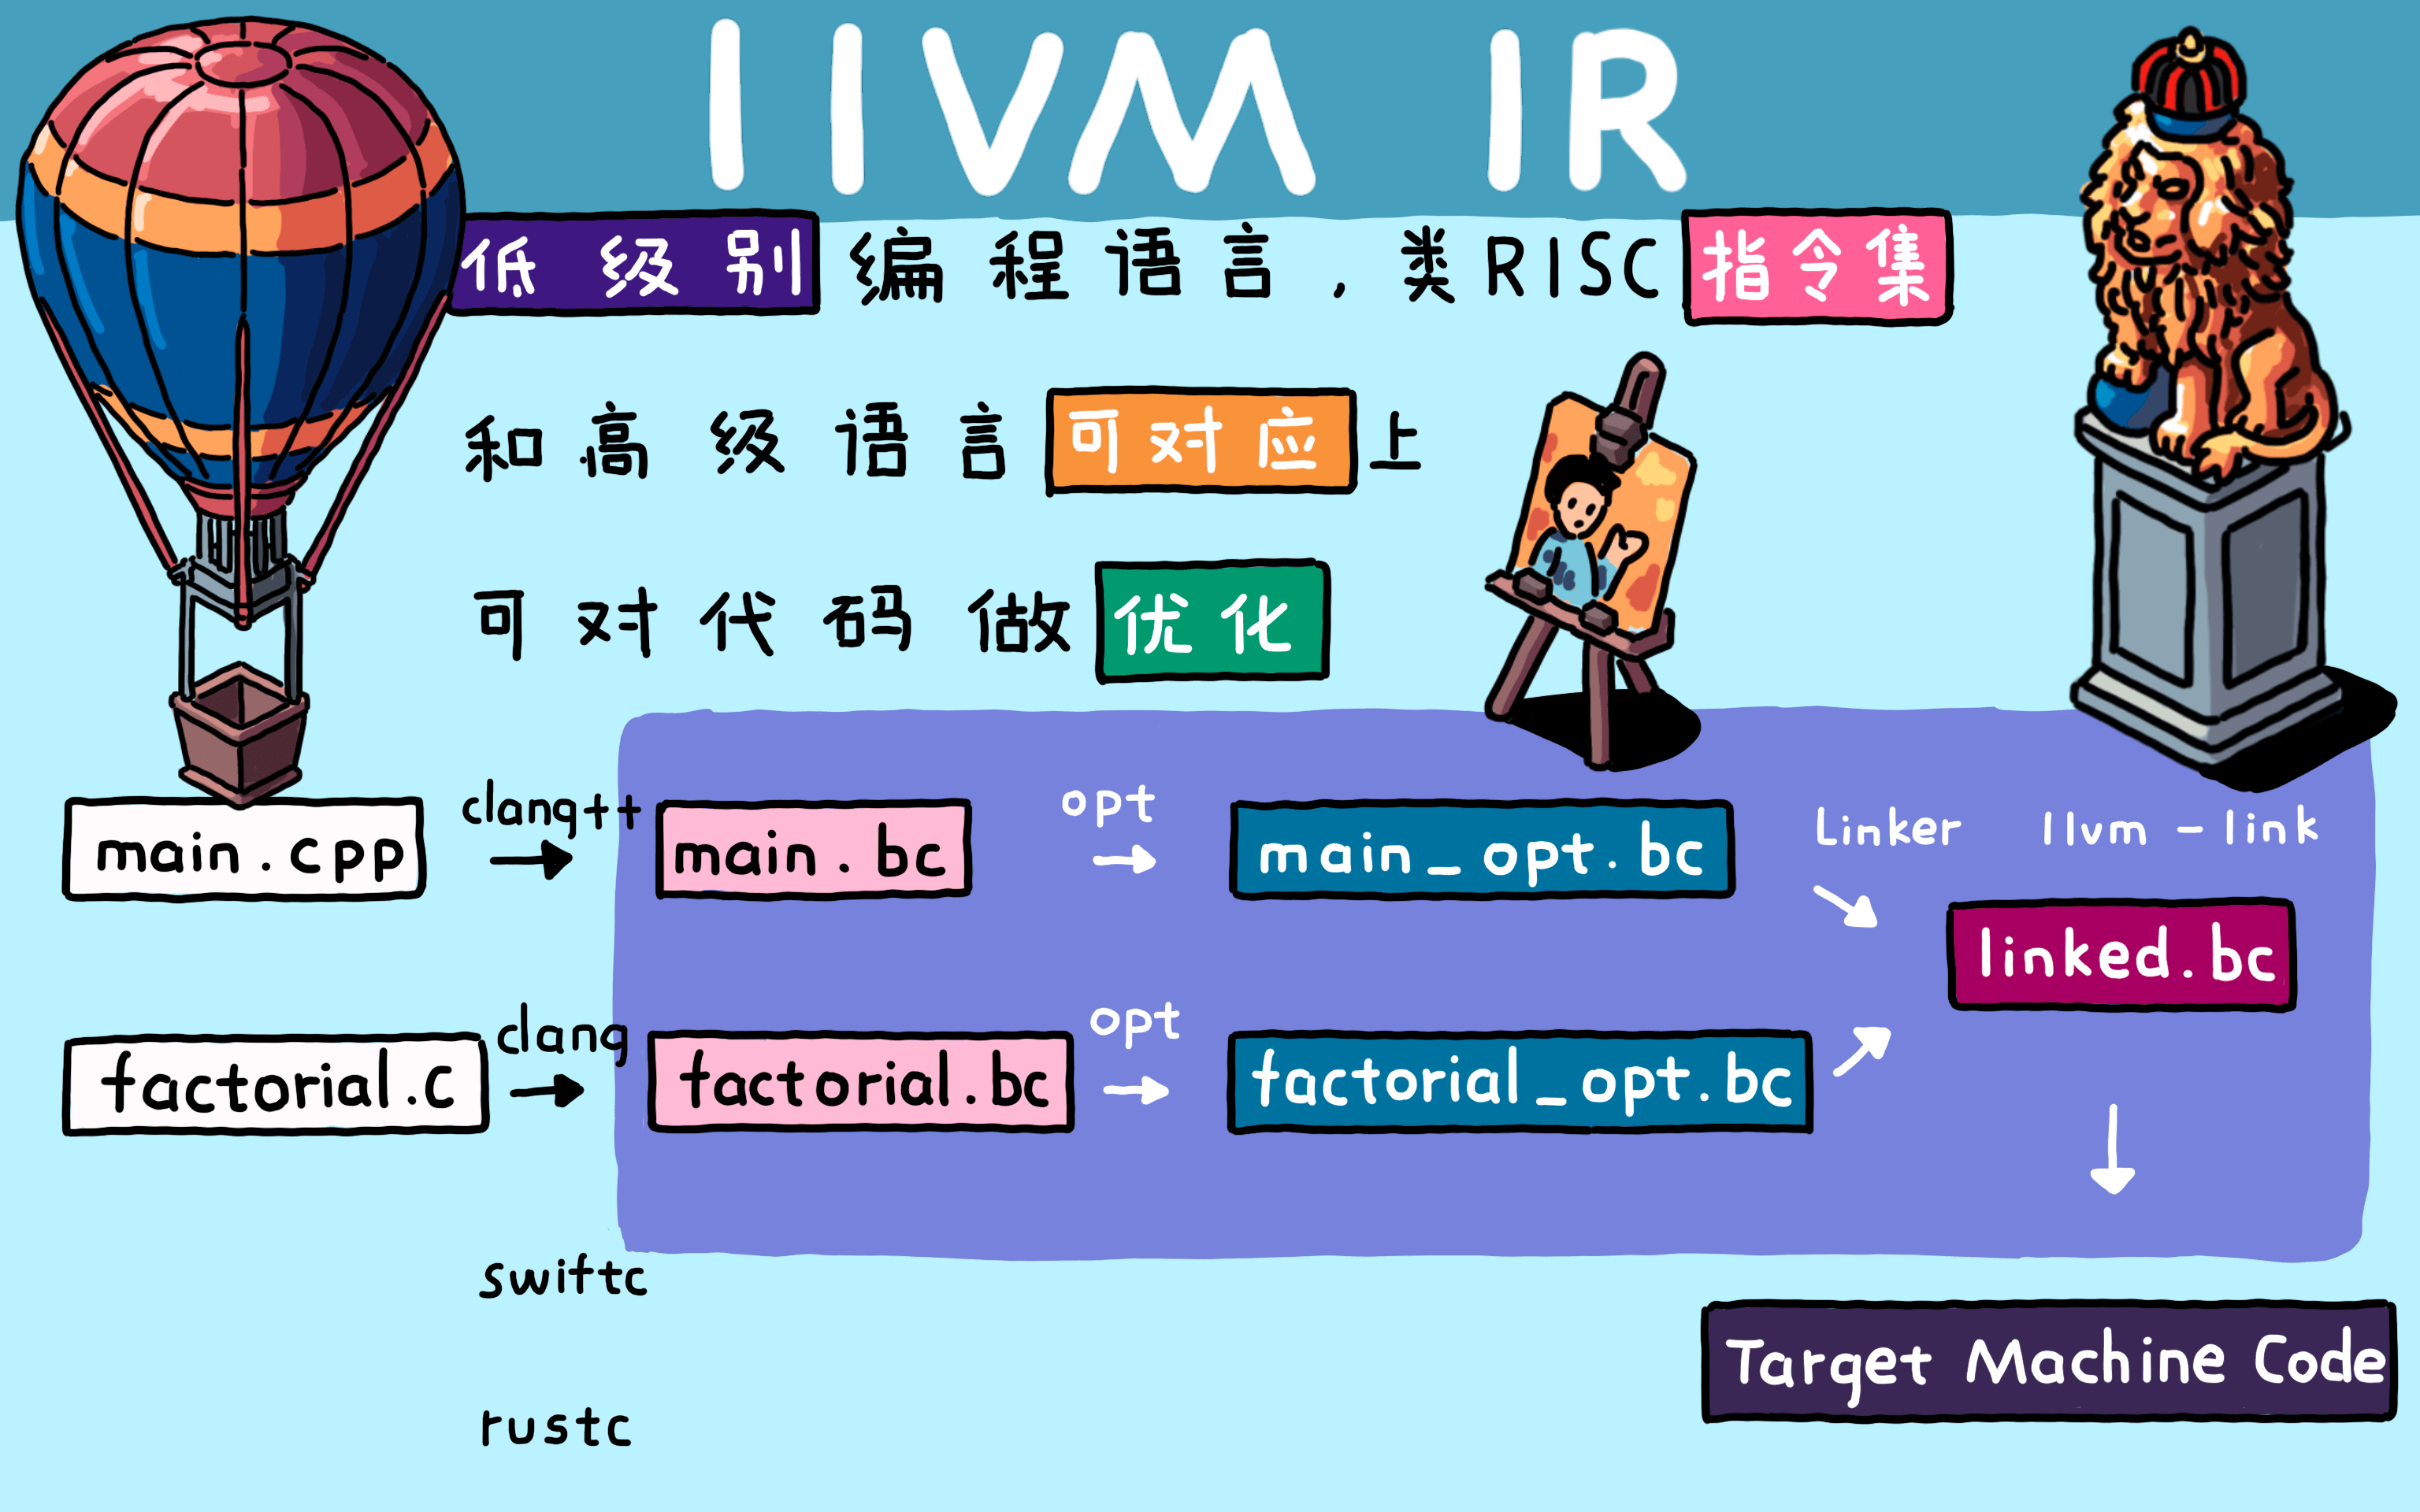 llVM IR
低级别编程语言，类RISC指令集
和高级语言可对应上
可对代码做优化
main.cpp
clang++
main.bc
opt
main_opt.bc
Linker
llvm-link
linked.bc
factorial.c
clang
factorial.bc
opt
factorial_opt.bc
swiftc
Target Machine Code
rustc